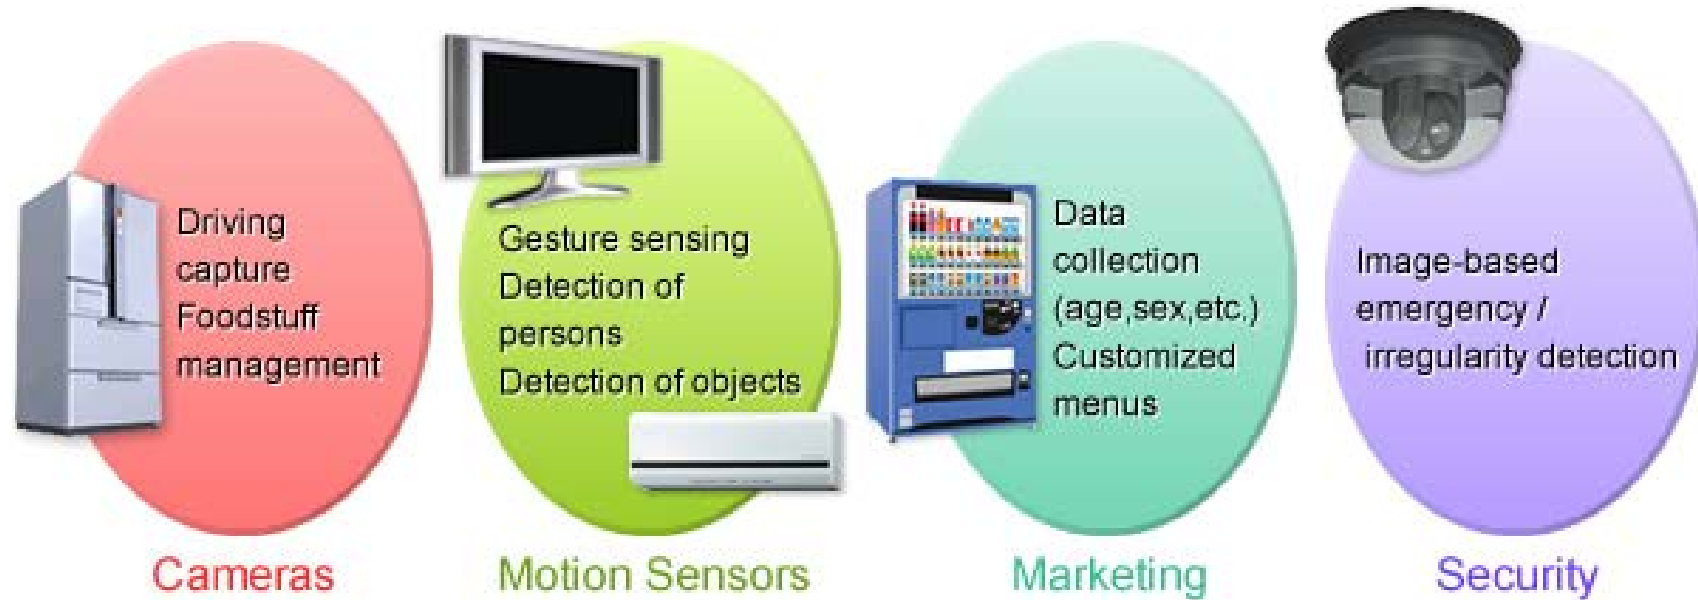 Driving
capture
Foodstuff
management
Cameras
Gesture sensing
Detection of
persons
Detection of objects
Motion Sensors
Data
collection
(age,sex,etc.)
Customized
menus
Marketing
Image-based
emergency /
irregularity detection
Security